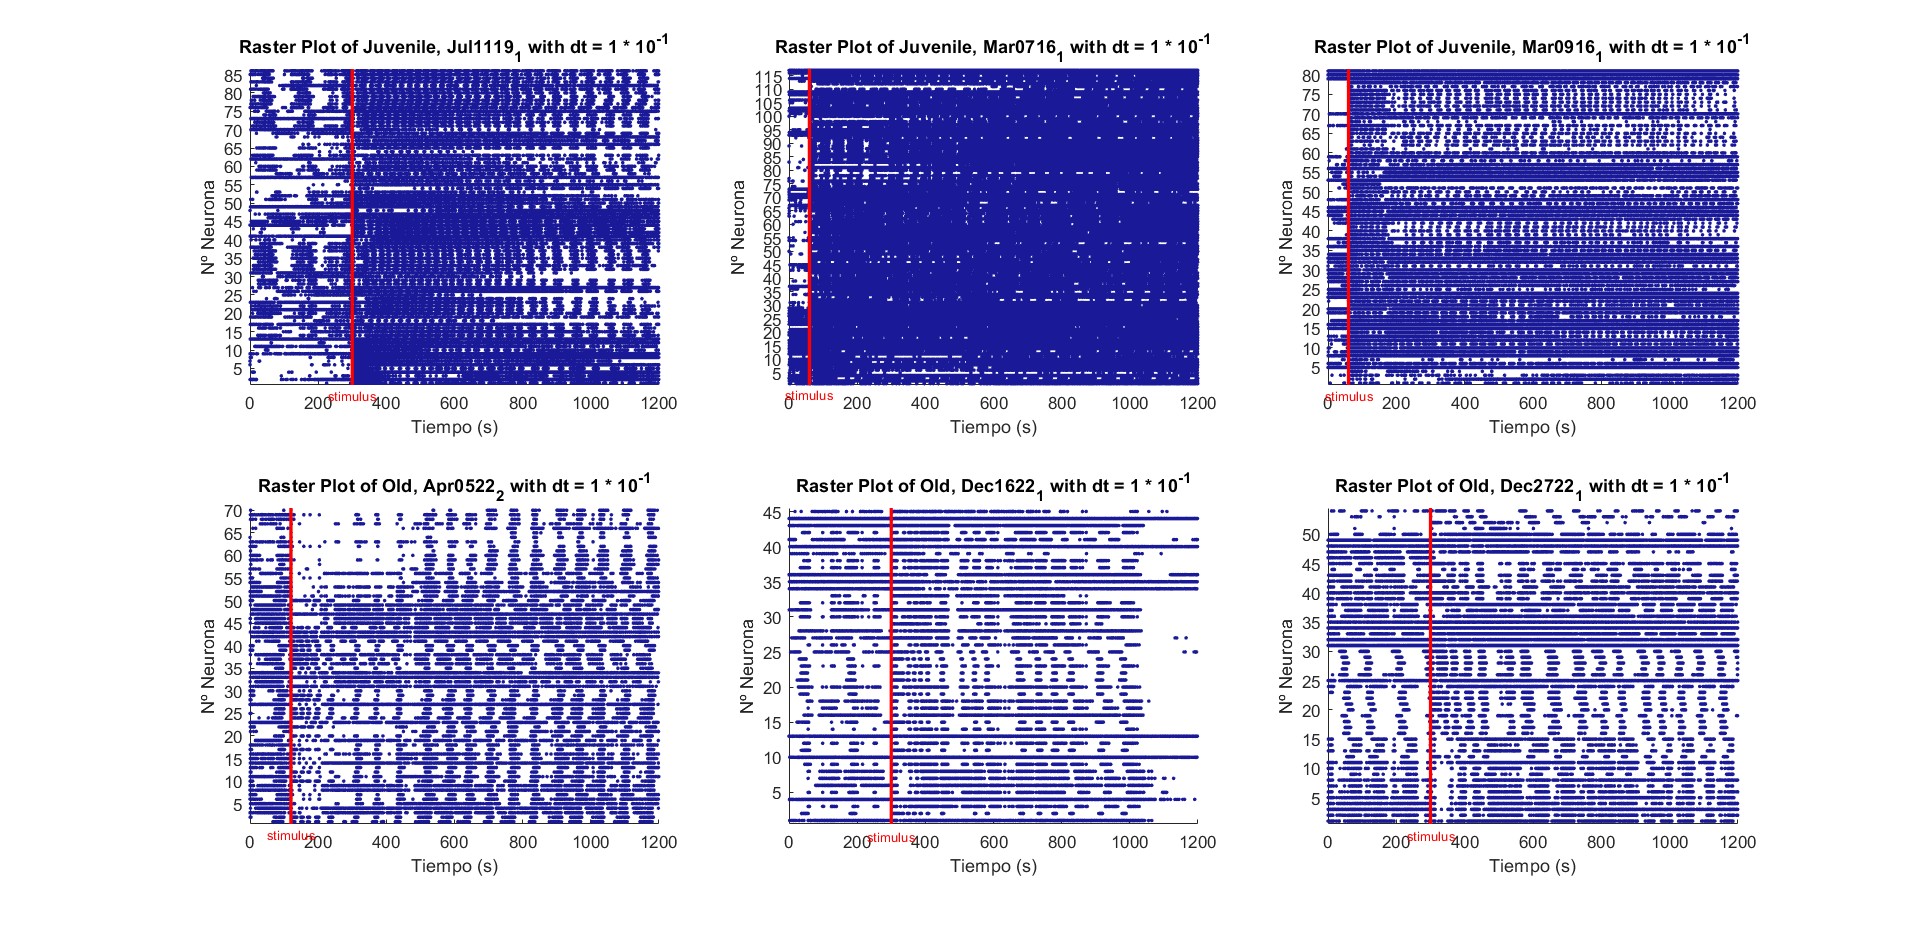 Raster Plot of Juvenile, Jul1119_1 with dt = 1 * 10^-1
Nº Neurona
85
80
75
70
65
60
55
50
45
40
35
30
25
20
15
10
5
0 200 400 600 800 1000 1200
stimulus
Tiempo (s)
Raster Plot of Juvenile, Mar0716_1 with dt = 1 * 10^-1
Nº Neurona
115
110
105
100
95
90
85
80
75
70
65
60
55
50
45
40
35
30
25
20
15
10
5
0 200 400 600 800 1000 1200
stimulus
Tiempo (s)
Raster Plot of Juvenile, Mar0916_1 with dt = 1 * 10^-1
Nº Neurona
80
75
70
65
60
55
50
45
40
35
30
25
20
15
10
5
0 200 400 600 800 1000 1200
stimulus
Tiempo (s)
Raster Plot of Old, Apr0522_2 with dt = 1 * 10^-1
Nº Neurona
70
65
60
55
50
45
40
35
30
25
20
15
10
5
0 200 400 600 800 1000 1200
stimulus
Tiempo (s)
Raster Plot of Old, Dec1622_1 with dt = 1 * 10^-1
Nº Neurona
45
40
35
30
25
20
15
10
5
0 200 400 600 800 1000 1200
stimulus
Tiempo (s)
Raster Plot of Old, Dec2722_1 with dt = 1 * 10^-1
Nº Neurona
50
45
40
35
30
25
20
15
10
5
0 200 400 600 800 1000 1200
stimulus
Tiempo (s)